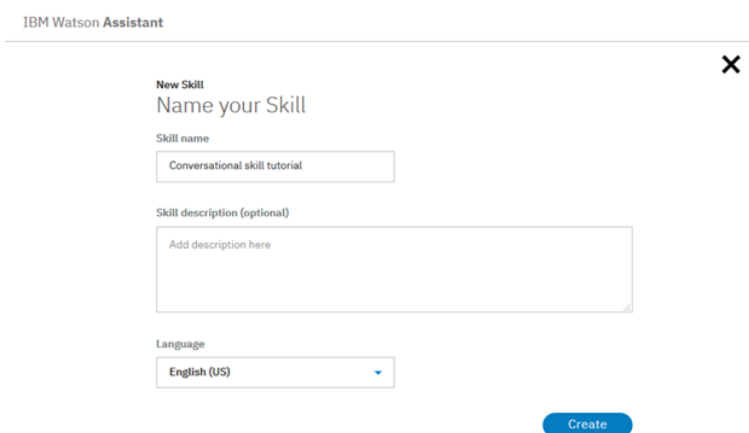 IBM Watson Assistant
New Skill
Name your Skill
Skill name
Conversational skill tutorial
Skill description (optional)
Add description here
Language
English (US)
Create